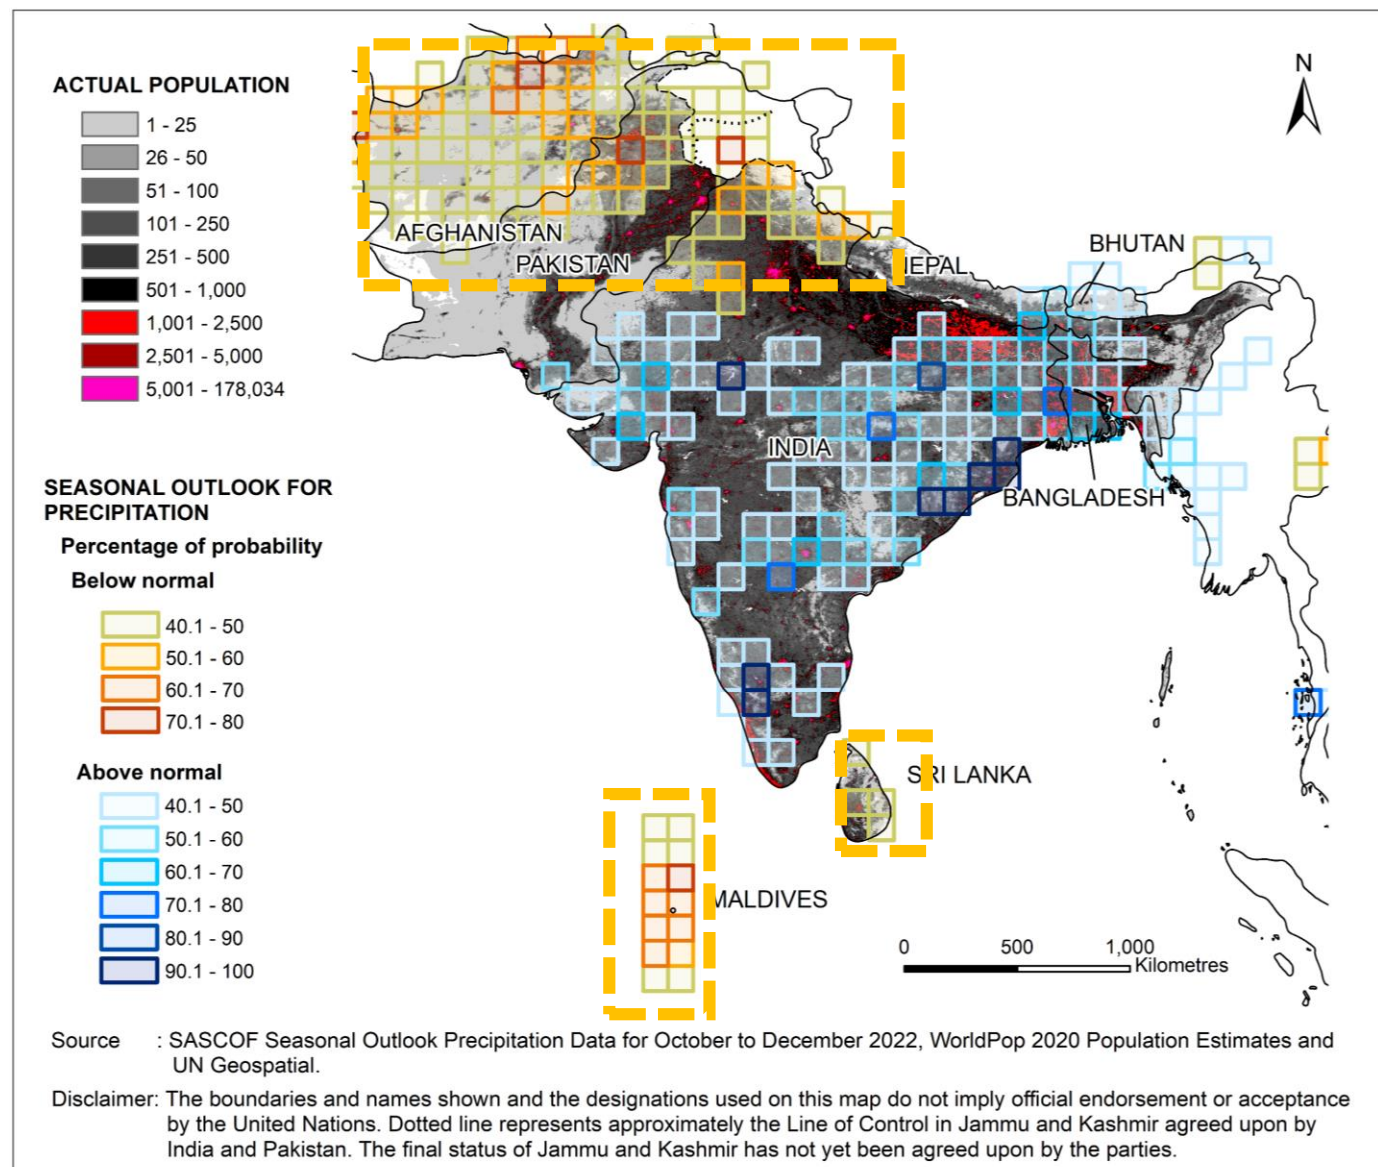 N
ACTUAL POPULATION
1 - 25
26 - 50
51 - 100
101 - 250
251 - 500
501 - 1,000
1,001 - 2,500
2,501 - 5,000
5,001 - 178,034
SEASONAL OUTLOOK FOR
PRECIPITATION
Percentage of probability
Below normal
40.1 - 50
50.1 - 60
60.1 - 70
70.1 - 80
Above normal
40.1 - 50
50.1 - 60
60.1 - 70
70.1 - 80
80.1 - 90
90.1 - 100
AFGHANISTAN
PAKISTAN
NEPAL
BHUTAN
INDIA
BANGLADESH
SRI LANKA
MALDIVES
0 500 1,000
Kilometres
Source : SASCOF Seasonal Outlook Precipitation Data for October to December 2022, WorldPop 2020 Population Estimates and
UN Geospatial.
Disclaimer: The boundaries and names shown and the designations used on this map do not imply official endorsement or acceptance
by the United Nations. Dotted line represents approximately the Line of Control in Jammu and Kashmir agreed upon by
India and Pakistan. The final status of Jammu and Kashmir has not yet been agreed upon by the parties.